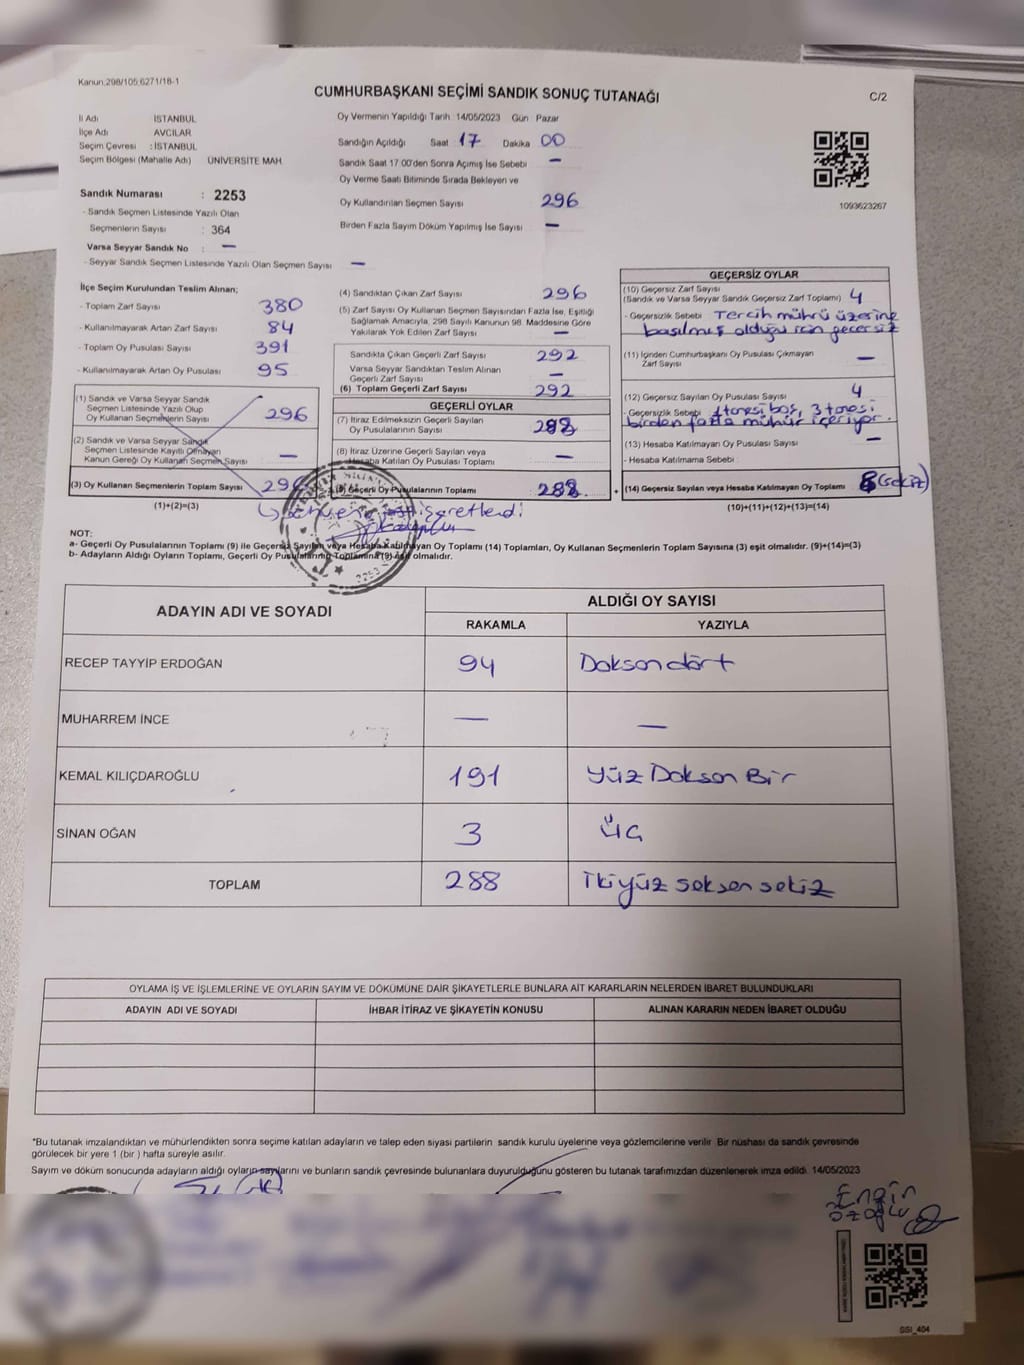 Kanun:298/105;6271/18-1
CUMHURBAŞKANI SEÇİMİ SANDIK SONUÇ TUTANAĞI
C/2
İl Adı İSTANBUL
İlçe Adı AVCILAR
Seçim Çevresi : İSTANBUL
Seçim Bölgesi (Mahalle Adı) ÜNİVERSİTE MAH.
Sandık Numarası : 2253
- Sandık Seçmen Listesinde Yazılı Olan
Seçmenlerin Sayısı : 364
Varsa Seyyar Sandık No : —
- Seyyar Sandık Seçmen Listesinde Yazılı Olan Seçmen Sayısı —
Oy Vermenin Yapıldığı Tarih 14/05/2023 Gün Pazar
Sandığın Açıldığı Saat 17 Dakika 00
Sandık Saat 17.00'den Sonra Açımış İse Sebebi —
Oy Verme Saati Bitiminde Sırada Bekleyen ve
Oy Kullandırılan Seçmen Sayısı 296
Birden Fazla Sayım Döküm Yapılmış İse Sayısı —
1093623267
İlçe Seçim Kurulundan Teslim Alınan;
- Toplam Zarf Sayısı 380
- Kullanılmayarak Artan Zarf Sayısı 84
- Toplam Oy Pusulası Sayısı 391
- Kullanılmayarak Artan Oy Pusulası 95
(1) Sandık ve Varsa Seyyar Sandık
Seçmen Listesinde Yazılı Olup
Oy Kullanan Seçmenlerin Sayısı 296
(2) Sandık ve Varsa Seyyar Sandık
Seçmen Listesinde Kayıtlı Olmayan
Kanun Gereği Oy Kullanan Seçmen Sayısı —
(3) Oy Kullanan Seçmenlerin Toplam Sayısı 296
(1)+(2)=(3)
(4) Sandıktan Çıkan Zarf Sayısı 296
(5) Zarf Sayısı Oy Kullanan Seçmen Sayısından Fazla İse, Eşitliği
Sağlamak Amacıyla, 298 Sayılı Kanunun 98. Maddesine Göre
Yakılarak Yok Edilen Zarf Sayısı —
Sandıkta Çıkan Geçerli Zarf Sayısı 292
Varsa Seyyar Sandıktan Teslim Alınan
Geçerli Zarf Sayısı —
(6) Toplam Geçerli Zarf Sayısı 292
GEÇERLİ OYLAR
(7) İtiraz Edilmeksizin Geçerli Sayılan
Oy Pusulalarının Sayısı 288
(8) İtiraz Üzerine Geçerli Sayılan veya
Hesaba Katılan Oy Pusulası Toplamı —
(9) Geçerli Oy Pusulalarının Toplamı 288
GEÇERSİZ OYLAR
(10) Geçersiz Zarf Sayısı
(Sandık ve Varsa Seyyar Sandık Geçersiz Zarf Toplamı) 4
- Geçersizlik Sebebi Tercih mührü üzerine
basılmış olduğu için geçersiz
(11) İçinden Cumhurbaşkanı Oy Pusulası Çıkmayan
Zarf Sayısı —
(12) Geçersiz Sayılan Oy Pusulası Sayısı 4
- Geçersizlik Sebebi 1 tanesi boş, 3 tanesi
birden fazla mühür içeriyor.
(13) Hesaba Katılmayan Oy Pusulası Sayısı —
- Hesaba Katılmama Sebebi :
+ (14) Geçersiz Sayılan veya Hesaba Katılmayan Oy Toplamı 8 (sekiz)
(10)+(11)+(12)+(13)=(14)
işaretlendi
NOT:
a- Geçerli Oy Pusulalarının Toplamı (9) ile Geçersiz Sayılan veya Hesaba Katılmayan Oy Toplamı (14) Toplamları, Oy Kullanan Seçmenlerin Toplam Sayısına (3) eşit olmalıdır. (9)+(14)=(3)
b- Adayların Aldığı Oyların Toplamı, Geçerli Oy Pusulalarının Toplamına (9) eşit olmalıdır.
ADAYIN ADI VE SOYADI
ALDIĞI OY SAYISI
RAKAMLA YAZIYLA
RECEP TAYYİP ERDOĞAN 94 Doksandört
MUHARREM İNCE — —
KEMAL KILIÇDAROĞLU 191 Yüz Doksan Bir
SİNAN OĞAN 3 Üç
TOPLAM 288 İkiyüz seksen sekiz
OYLAMA İŞ VE İŞLEMLERİNE VE OYLARIN SAYIM VE DÖKÜMÜNE DAİR ŞİKAYETLERLE BUNLARA AİT KARARLARIN NELERDEN İBARET BULUNDUKLARI
ADAYIN ADI VE SOYADI İHBAR İTİRAZ VE ŞİKAYETİN KONUSU ALINAN KARARIN NEDEN İBARET OLDUĞU
*Bu tutanak imzalandıktan ve mühürlendikten sonra seçime katılan adayların ve talep eden siyasi partilerin sandık kurulu üyelerine veya gözlemcilerine verilir. Bir nüshası da sandık çevresinde
görülecek bir yere 1 (bir ) hafta süreyle asılır.
Sayım ve döküm sonucunda adayların aldığı oyların sayılarını ve bunların sandık çevresinde bulunanlara duyurulduğunu gösteren bu tutanak tarafımızdan düzenlenerek imza edildi. 14/05/2023
Engin
Özoğlu
GSI_404